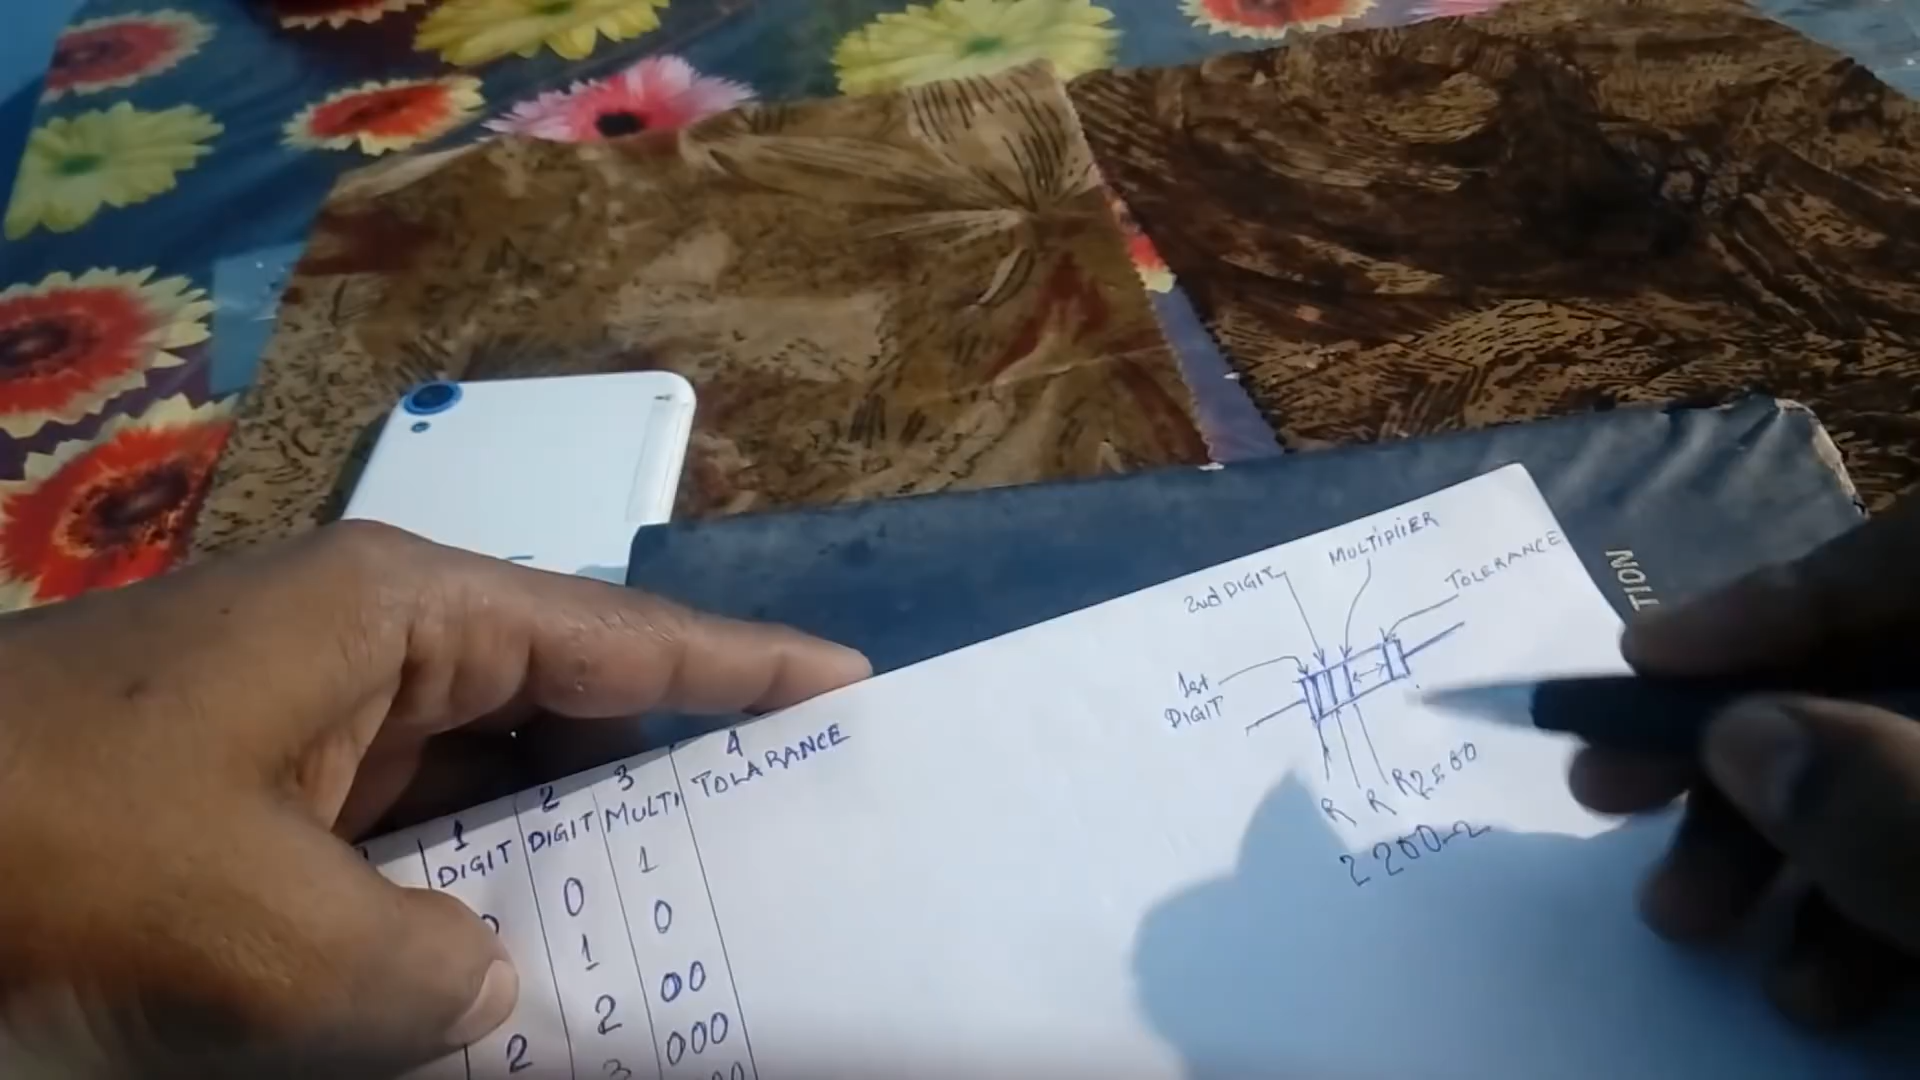 MULTIPlIER
TOLERANCE
2nd DIGIT
1st
DIGIT
R R R
2200
TION
1 2 3 4
DIGIT DIGIT MULTI TOLARANCE
0 1
1 0
2 00
2 3 000